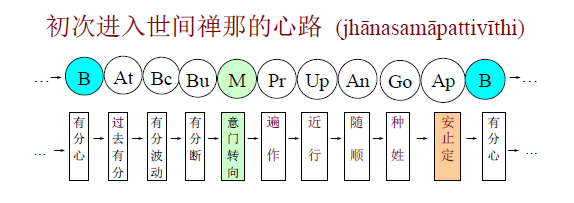 初次进入世间禅那的心路 (jhānasamāpattivīthi)
…→ B At Bc Bu M Pr Up An Go Ap B →…
… → 有分心 → 过去有分 → 有分波动 → 有分断 → 意门转向 → 遍作 → 近行 → 随顺 → 种姓 → 安止定 → 有分心 → …